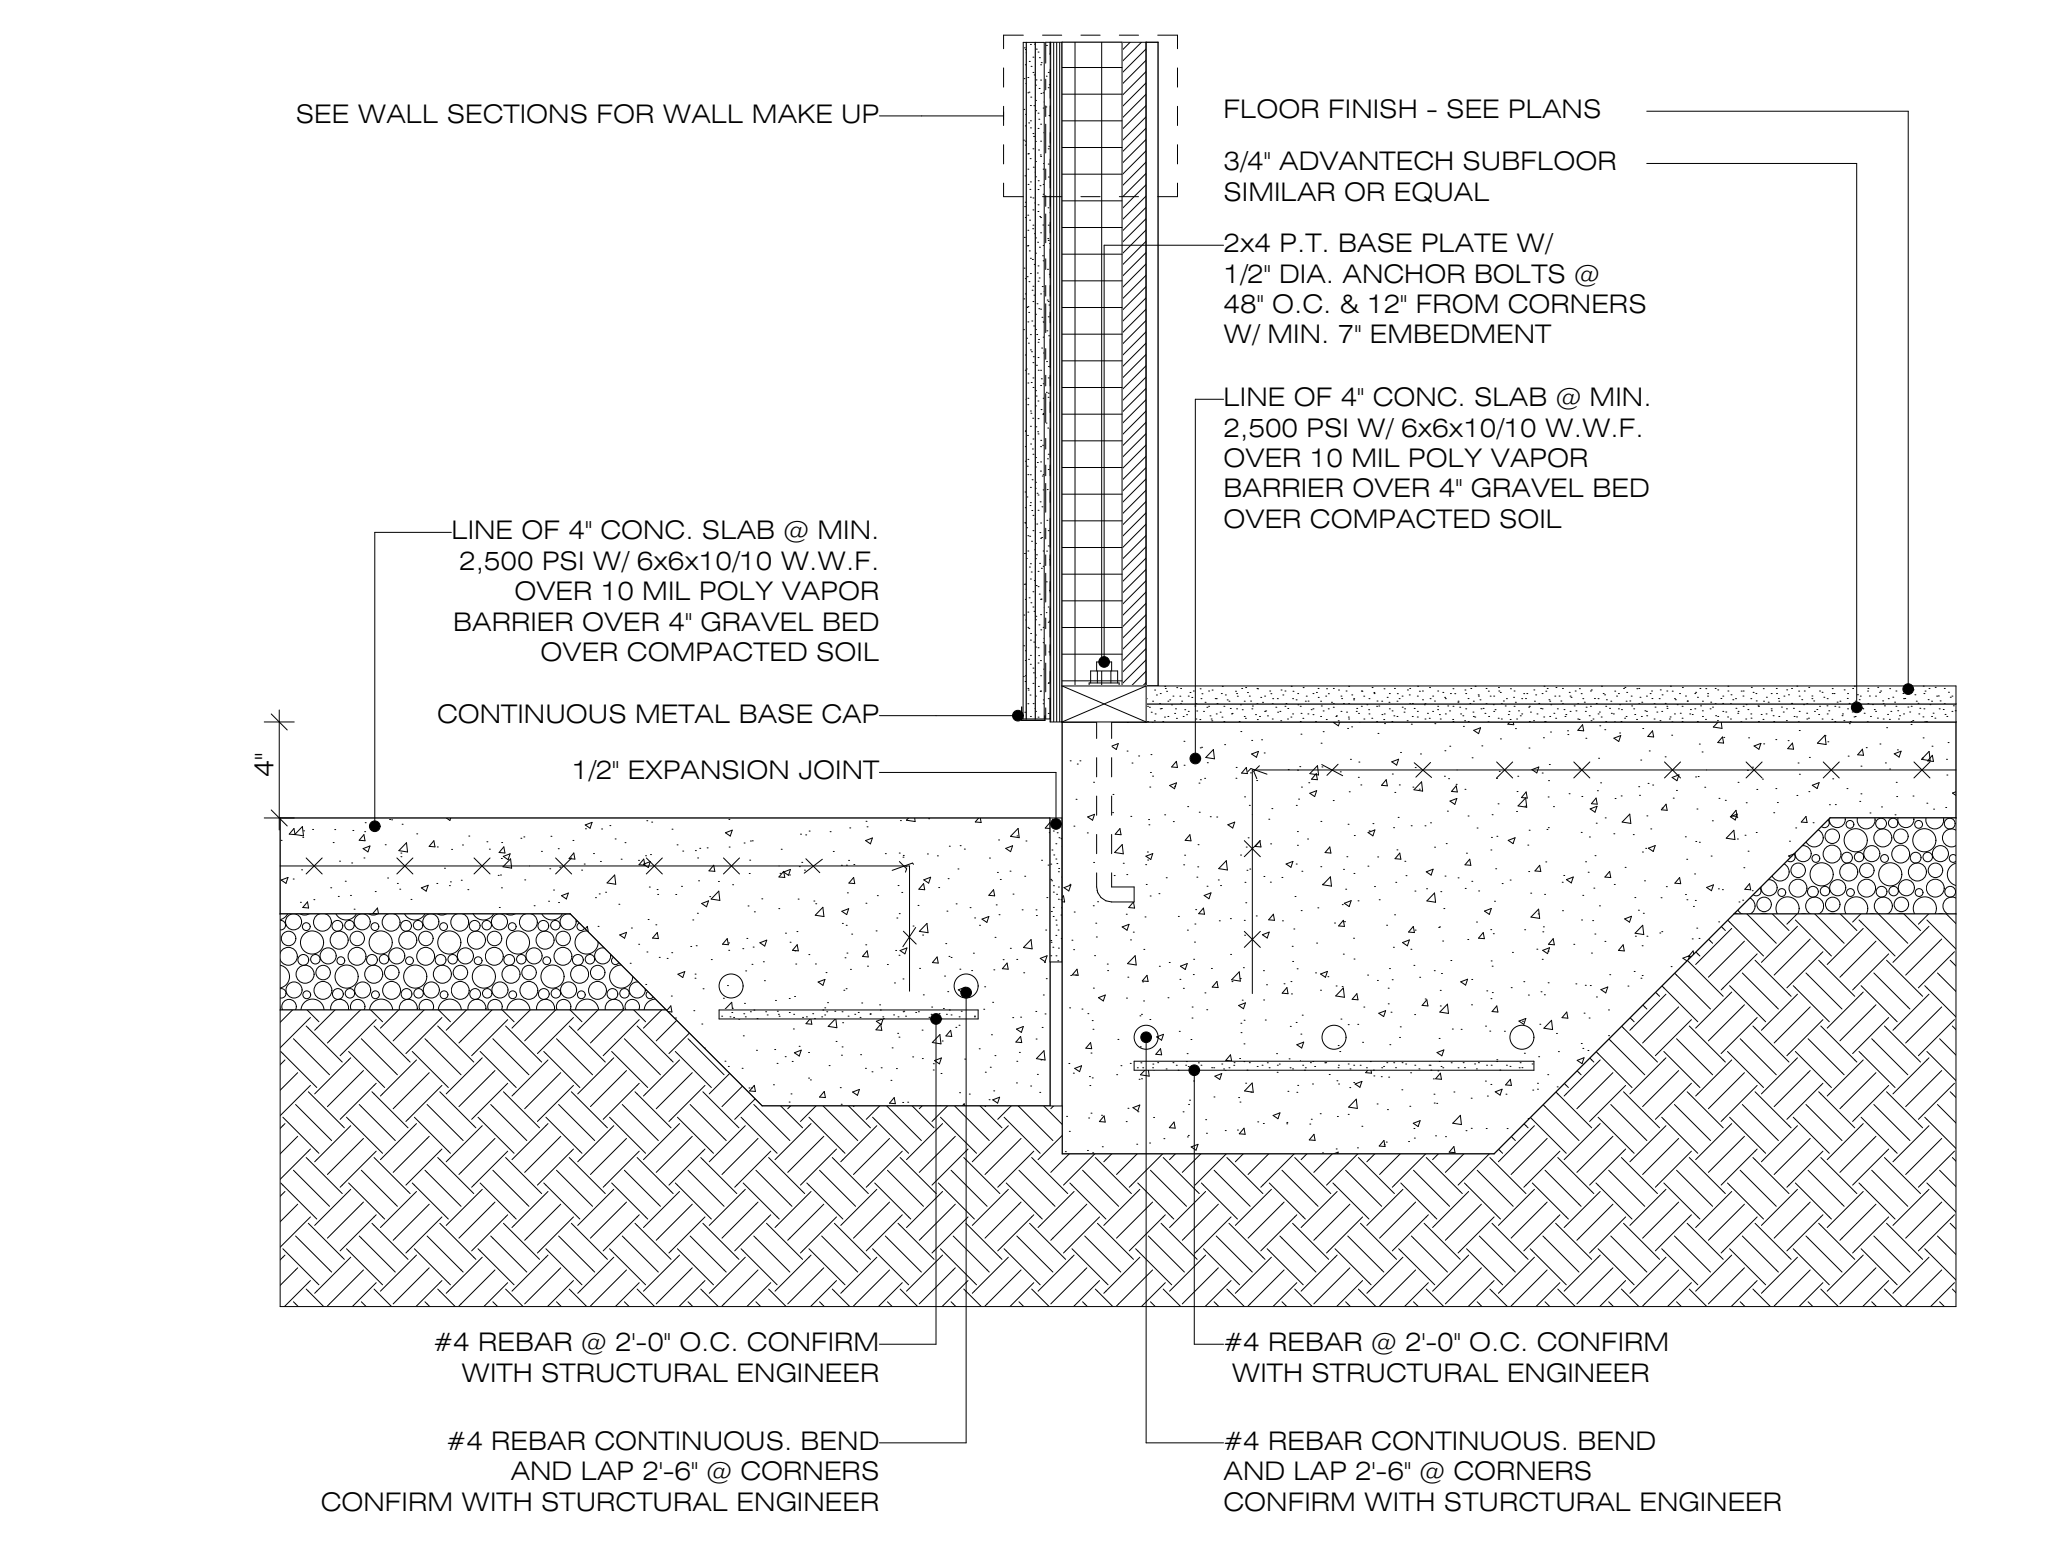 SEE WALL SECTIONS FOR WALL MAKE UP
FLOOR FINISH - SEE PLANS
3/4" ADVANTECH SUBFLOOR
SIMILAR OR EQUAL
2x4 P.T. BASE PLATE W/
1/2" DIA. ANCHOR BOLTS @
48" O.C. & 12" FROM CORNERS
W/ MIN. 7" EMBEDMENT
LINE OF 4" CONC. SLAB @ MIN.
2,500 PSI W/ 6x6x10/10 W.W.F.
OVER 10 MIL POLY VAPOR
BARRIER OVER 4" GRAVEL BED
OVER COMPACTED SOIL
LINE OF 4" CONC. SLAB @ MIN.
2,500 PSI W/ 6x6x10/10 W.W.F.
OVER 10 MIL POLY VAPOR
BARRIER OVER 4" GRAVEL BED
OVER COMPACTED SOIL
CONTINUOUS METAL BASE CAP
4"
1/2" EXPANSION JOINT
#4 REBAR @ 2'-0" O.C. CONFIRM
WITH STRUCTURAL ENGINEER
#4 REBAR CONTINUOUS. BEND
AND LAP 2'-6" @ CORNERS
CONFIRM WITH STURCTURAL ENGINEER
#4 REBAR @ 2'-0" O.C. CONFIRM
WITH STRUCTURAL ENGINEER
#4 REBAR CONTINUOUS. BEND
AND LAP 2'-6" @ CORNERS
CONFIRM WITH STURCTURAL ENGINEER